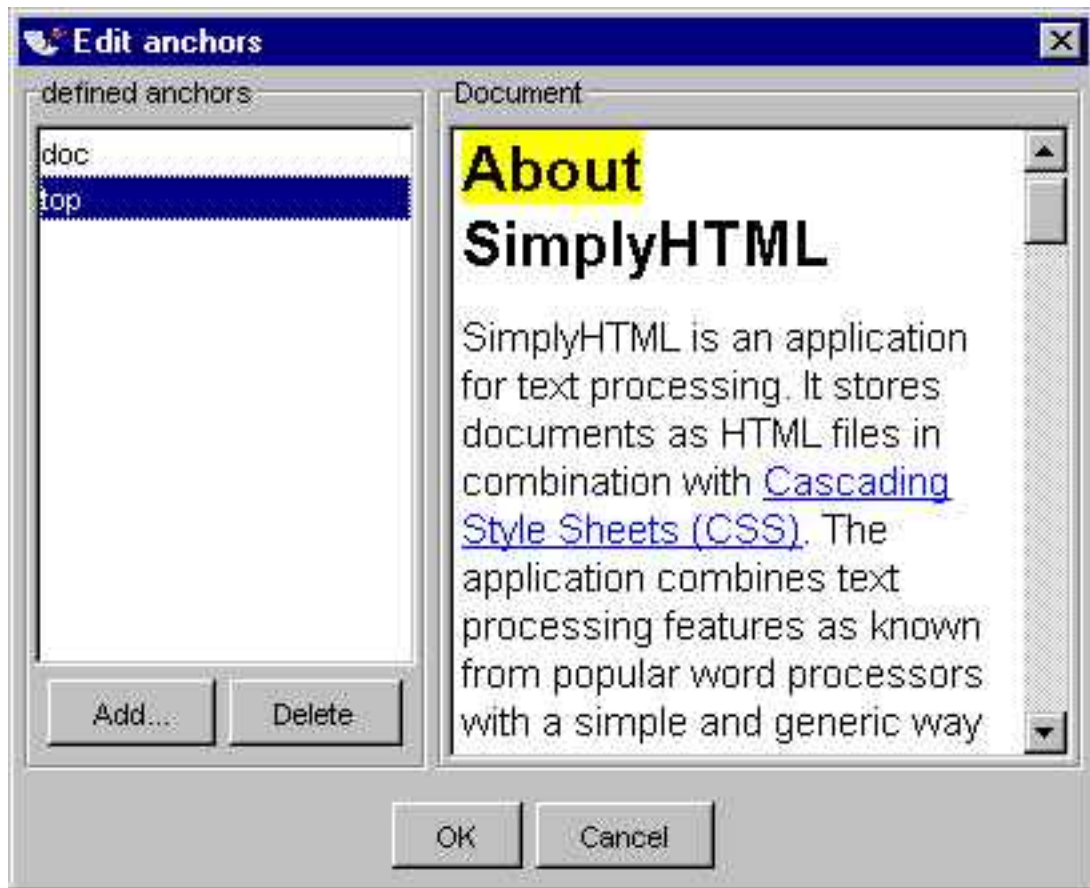 Edit anchors
defined anchors
doc
top
Add...
Delete
Document
About
SimplyHTML
SimplyHTML is an application
for text processing. It stores
documents as HTML files in
combination with Cascading
Style Sheets (CSS). The
application combines text
processing features as known
from popular word processors
with a simple and generic way
OK
Cancel